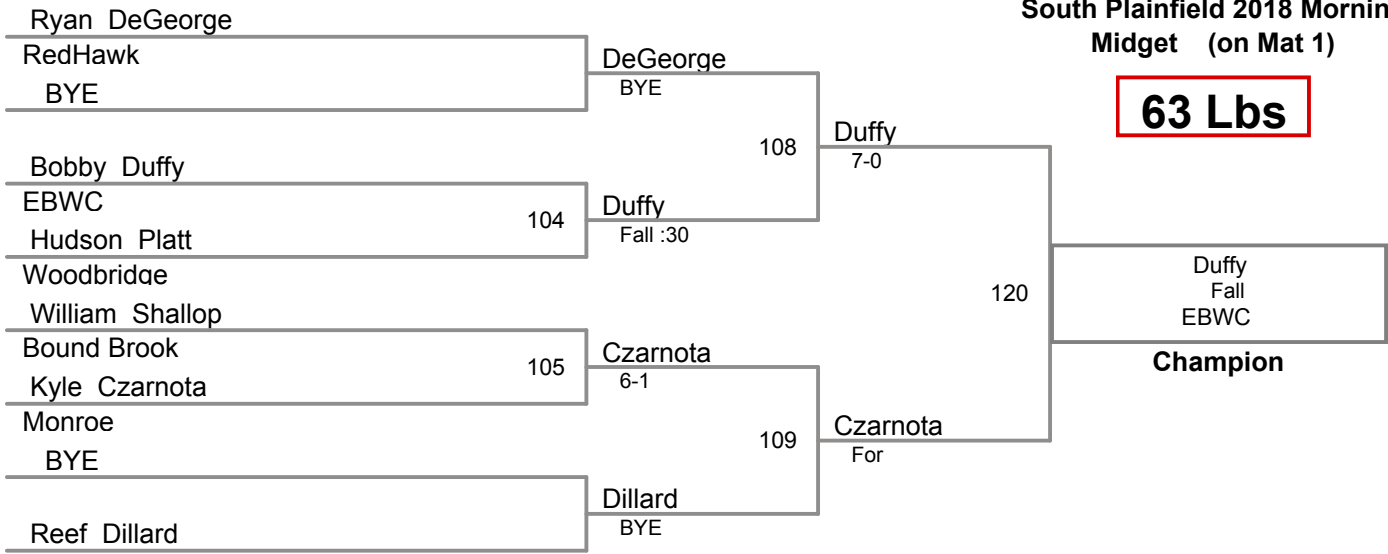 South Plainfield 2018 Mornin
Midget (on Mat 1)
63 Lbs
Ryan DeGeorge
RedHawk
BYE
Bobby Duffy
EBWC
Hudson Platt
Woodbridge
William Shallop
Bound Brook
Kyle Czarnota
Monroe
BYE
Reef Dillard
104
105
DeGeorge
BYE
Duffy
Fall :30
Czarnota
6-1
Dillard
BYE
108
109
Duffy
7-0
Czarnota
For
120
Duffy
Fall
EBWC
Champion